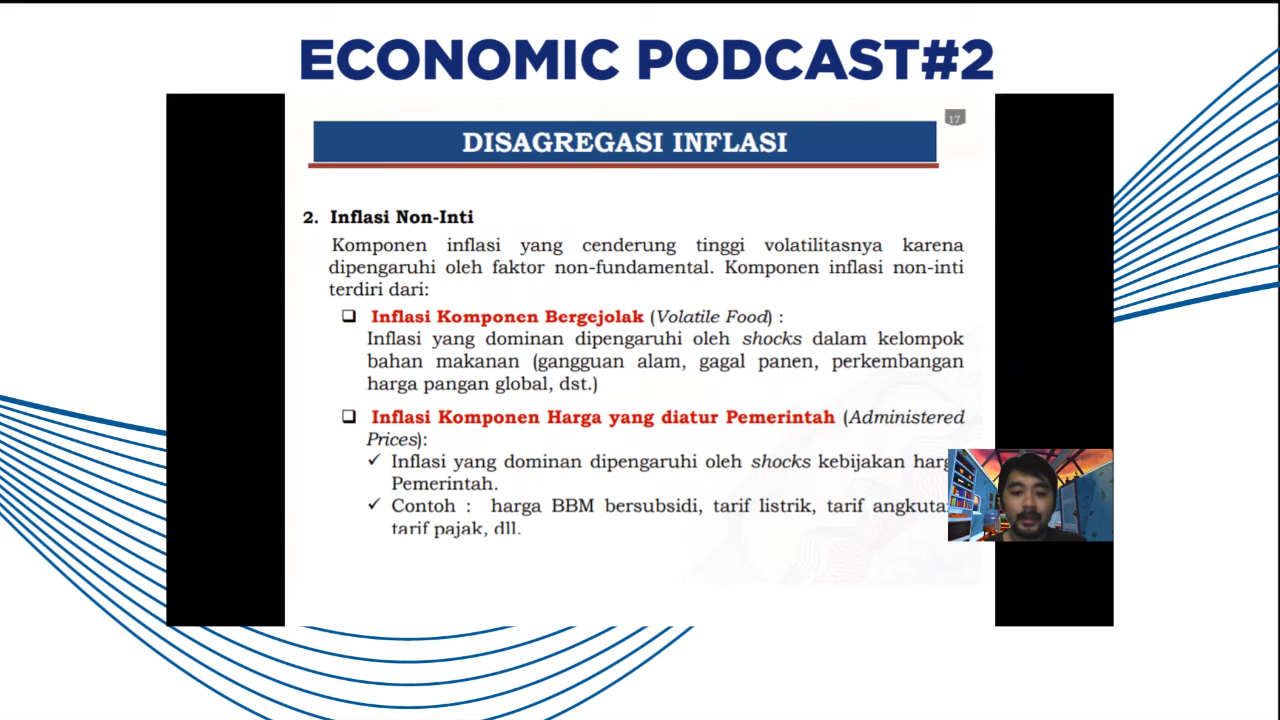 ECONOMIC PODCAST#2
17
DISAGREGASI INFLASI
2. Inflasi Non-Inti
Komponen inflasi yang cenderung tinggi volatilitasnya karena
dipengaruhi oleh faktor non-fundamental. Komponen inflasi non-inti
terdiri dari:
❑ Inflasi Komponen Bergejolak (Volatile Food) :
Inflasi yang dominan dipengaruhi oleh shocks dalam kelompok
bahan makanan (gangguan alam, gagal panen, perkembangan
harga pangan global, dst.)
❑ Inflasi Komponen Harga yang diatur Pemerintah (Administered
Prices):
✓ Inflasi yang dominan dipengaruhi oleh shocks kebijakan
Pemerintah.
✓ Contoh : harga BBM bersubsidi, tarif listrik, tarif
tarif pajak, dll.